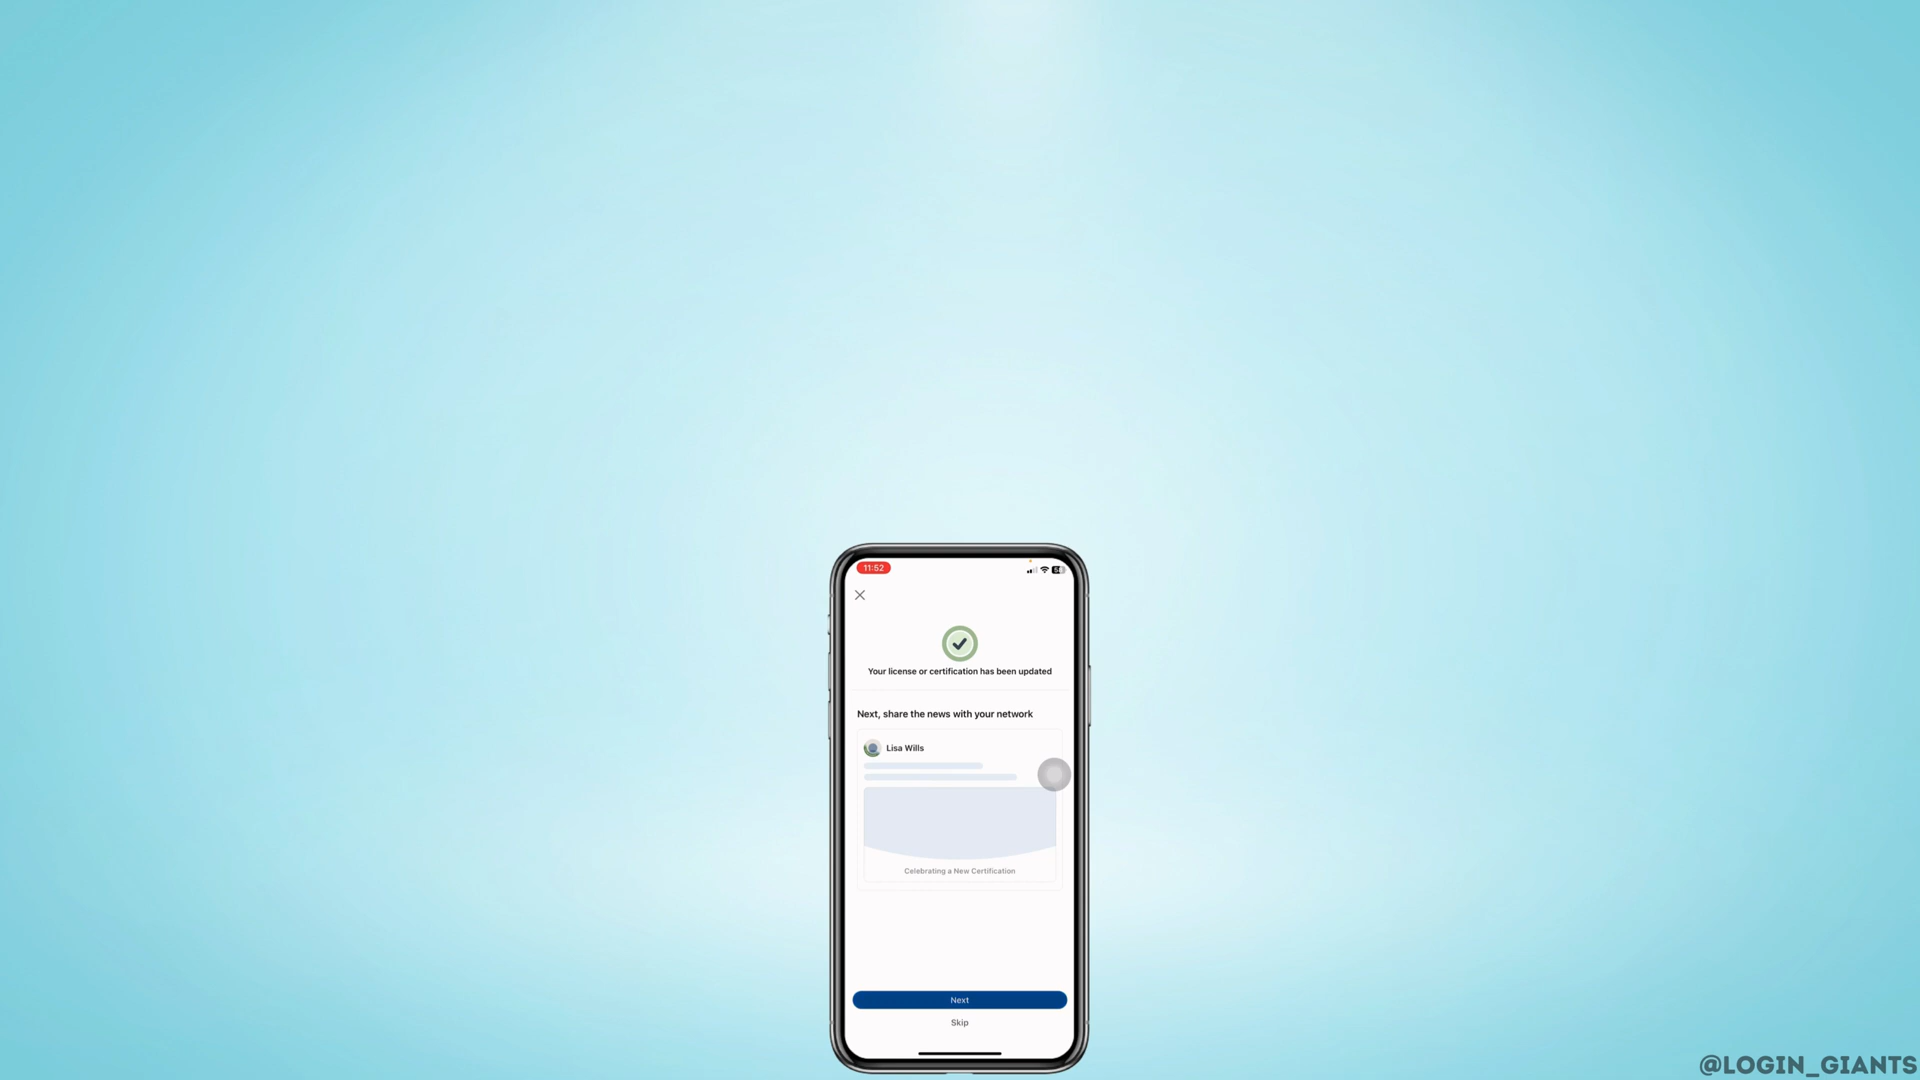 11:52
Your license or certification has been updated
Next, share the news with your network
Lisa Wills
Celebrating a New Certification
Next
Skip
@LOGIN_GIANTS